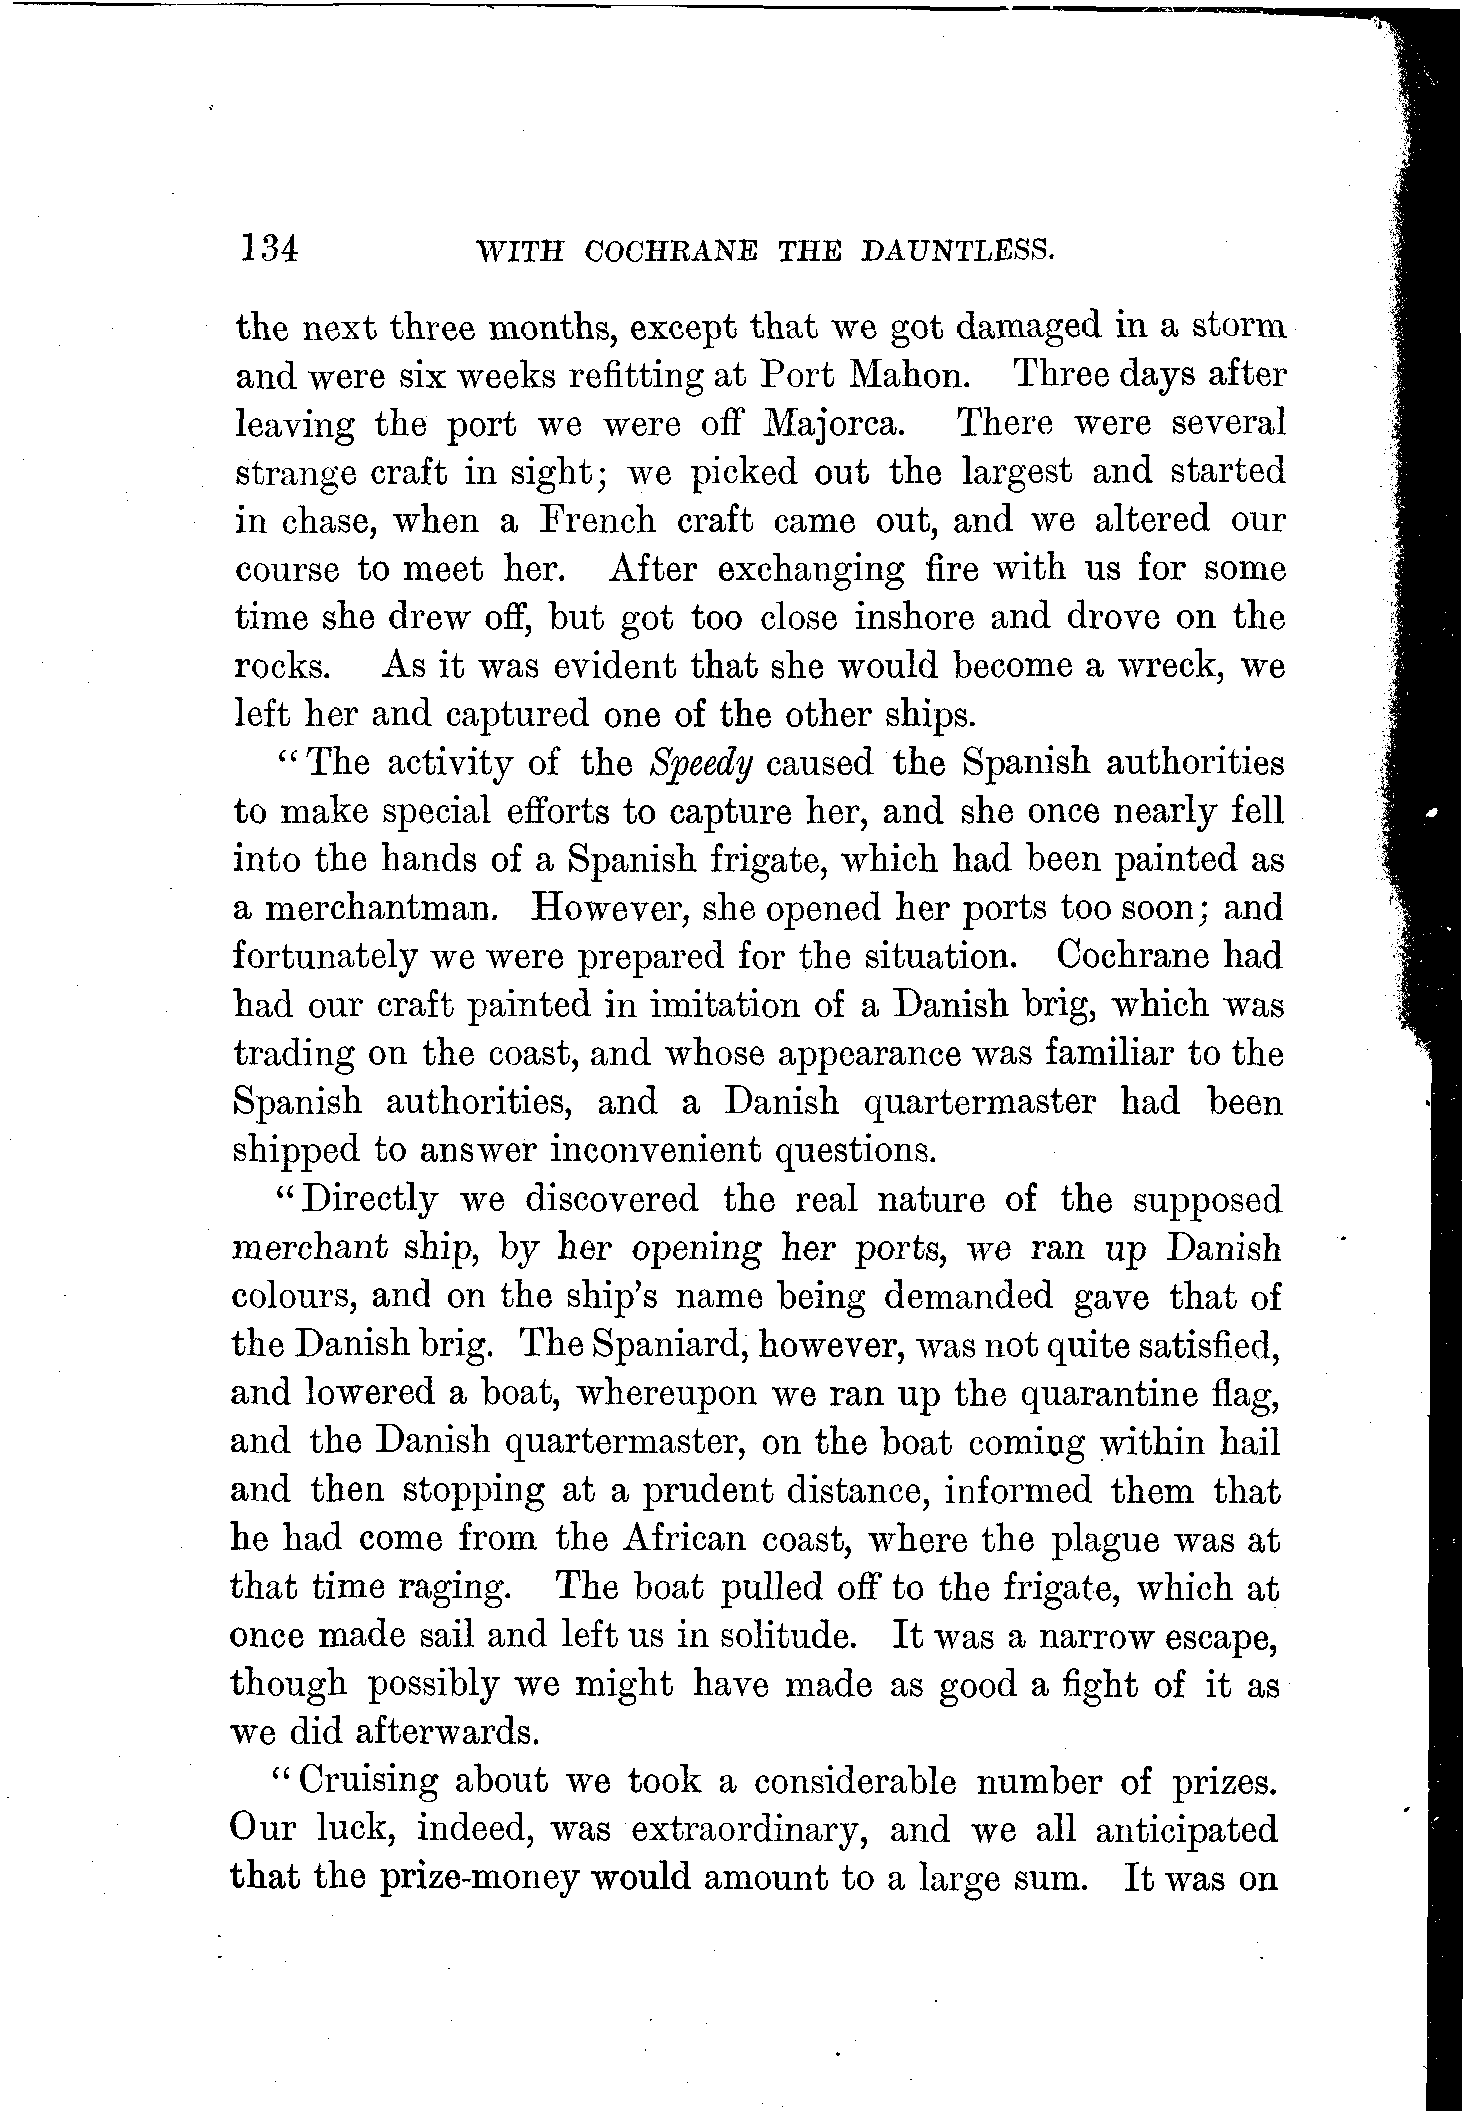 134 WITH COCHRANE THE DAUNTLESS.
the next three months, except that we got damaged in a storm
and were six weeks refitting at Port Mahon. Three days after
leaving the port we were off Majorca. There were several
strange craft in sight; we picked out the largest and started
in chase, when a French craft came out, and we altered our
course to meet her. After exchanging fire with us for some
time she drew off, but got too close inshore and drove on the
rocks. As it was evident that she would become a wreck, we
left her and captured one of the other ships.
“The activity of the Speedy caused the Spanish authorities
to make special efforts to capture her, and she once nearly fell
into the hands of a Spanish frigate, which had been painted as
a merchantman. However, she opened her ports too soon; and
fortunately we were prepared for the situation. Cochrane had
had our craft painted in imitation of a Danish brig, which was
trading on the coast, and whose appearance was familiar to the
Spanish authorities, and a Danish quartermaster had been
shipped to answer inconvenient questions.
“Directly we discovered the real nature of the supposed
merchant ship, by her opening her ports, we ran up Danish
colours, and on the ship's name being demanded gave that of
the Danish brig. The Spaniard, however, was not quite satisfied,
and lowered a boat, whereupon we ran up the quarantine flag,
and the Danish quartermaster, on the boat coming within hail
and then stopping at a prudent distance, informed them that
he had come from the African coast, where the plague was at
that time raging. The boat pulled off to the frigate, which at
once made sail and left us in solitude. It was a narrow escape,
though possibly we might have made as good a fight of it as
we did afterwards.
“Cruising about we took a considerable number of prizes.
Our luck, indeed, was extraordinary, and we all anticipated
that the prize-money would amount to a large sum. It was on